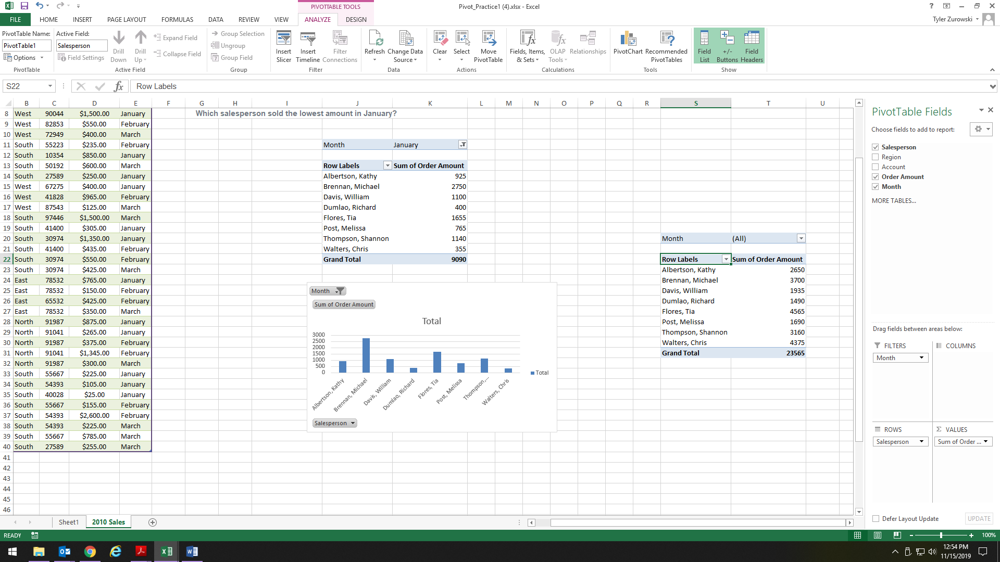 PIVOTTABLE TOOLS
Pivot_Practice1 (4).xlsx - Excel
?
FILE HOME INSERT PAGE LAYOUT FORMULAS DATA REVIEW VIEW ANALYZE DESIGN
Tyler Zurowski
PivotTable Name:
PivotTable1
Options
PivotTable
Active Field:
Salesperson
Field Settings
Drill Down
Drill Up
Expand Field
Collapse Field
Active Field
Group Selection
Ungroup
Group Field
Group
Insert Slicer
Insert Timeline
Filter Connections
Filter
Refresh
Change Data Source
Data
Clear
Select
Move PivotTable
Actions
Fields, Items, & Sets
OLAP Tools
Relationships
Calculations
PivotChart
Recommended PivotTables
Tools
Field List
+/- Buttons
Field Headers
Show
S22
fx
Row Labels
B C D E F G H I J K L M N O P Q R S T U
8 West 90044 $1,500.00 January
9 West 82853 $550.00 February
10 West 72949 $400.00 March
11 South 55223 $235.00 February
12 South 10354 $850.00 January
13 South 50192 $600.00 March
14 South 27589 $250.00 January
15 West 67275 $400.00 January
16 West 41828 $965.00 February
17 West 87543 $125.00 March
18 South 97446 $1,500.00 March
19 South 41400 $305.00 January
20 South 30974 $1,350.00 January
21 South 41400 $435.00 February
22 South 30974 $550.00 February
23 South 30974 $425.00 March
24 East 78532 $765.00 January
25 East 78532 $150.00 February
26 East 65532 $425.00 February
27 East 78532 $350.00 March
28 North 91987 $875.00 January
29 North 91041 $265.00 January
30 North 91987 $375.00 February
31 North 91041 $1,345.00 February
32 North 91987 $300.00 March
33 South 55667 $225.00 January
34 South 54393 $105.00 January
35 South 40028 $25.00 January
36 South 55667 $155.00 February
37 South 54393 $2,600.00 February
38 South 54393 $225.00 March
39 South 55667 $785.00 March
40 South 27589 $255.00 March
41
42
43
44
45
46
Which salesperson sold the lowest amount in January?
Month January
Row Labels Sum of Order Amount
Albertson, Kathy 925
Brennan, Michael 2750
Davis, William 1100
Dumlao, Richard 400
Flores, Tia 1655
Post, Melissa 765
Thompson, Shannon 1140
Walters, Chris 355
Grand Total 9090
Month
Sum of Order Amount
Total
3000
2500
2000
1500
1000
500
0
Albertson, Kathy
Brennan, Michael
Davis, William
Dumlao, Richard
Flores, Tia
Post, Melissa
Thompson,...
Walters, Chris
Total
Salesperson
Month (All)
Row Labels Sum of Order Amount
Albertson, Kathy 2650
Brennan, Michael 3700
Davis, William 1935
Dumlao, Richard 1490
Flores, Tia 4565
Post, Melissa 1690
Thompson, Shannon 3160
Walters, Chris 4375
Grand Total 23565
PivotTable Fields
Choose fields to add to report:
Salesperson
Region
Account
Order Amount
Month
MORE TABLES...
Drag fields between areas below:
FILTERS
Month
COLUMNS
ROWS
Salesperson
Σ VALUES
Sum of Order ...
Defer Layout Update
UPDATE
Sheet1 2010 Sales
READY
100%
12:54 PM
11/15/2019